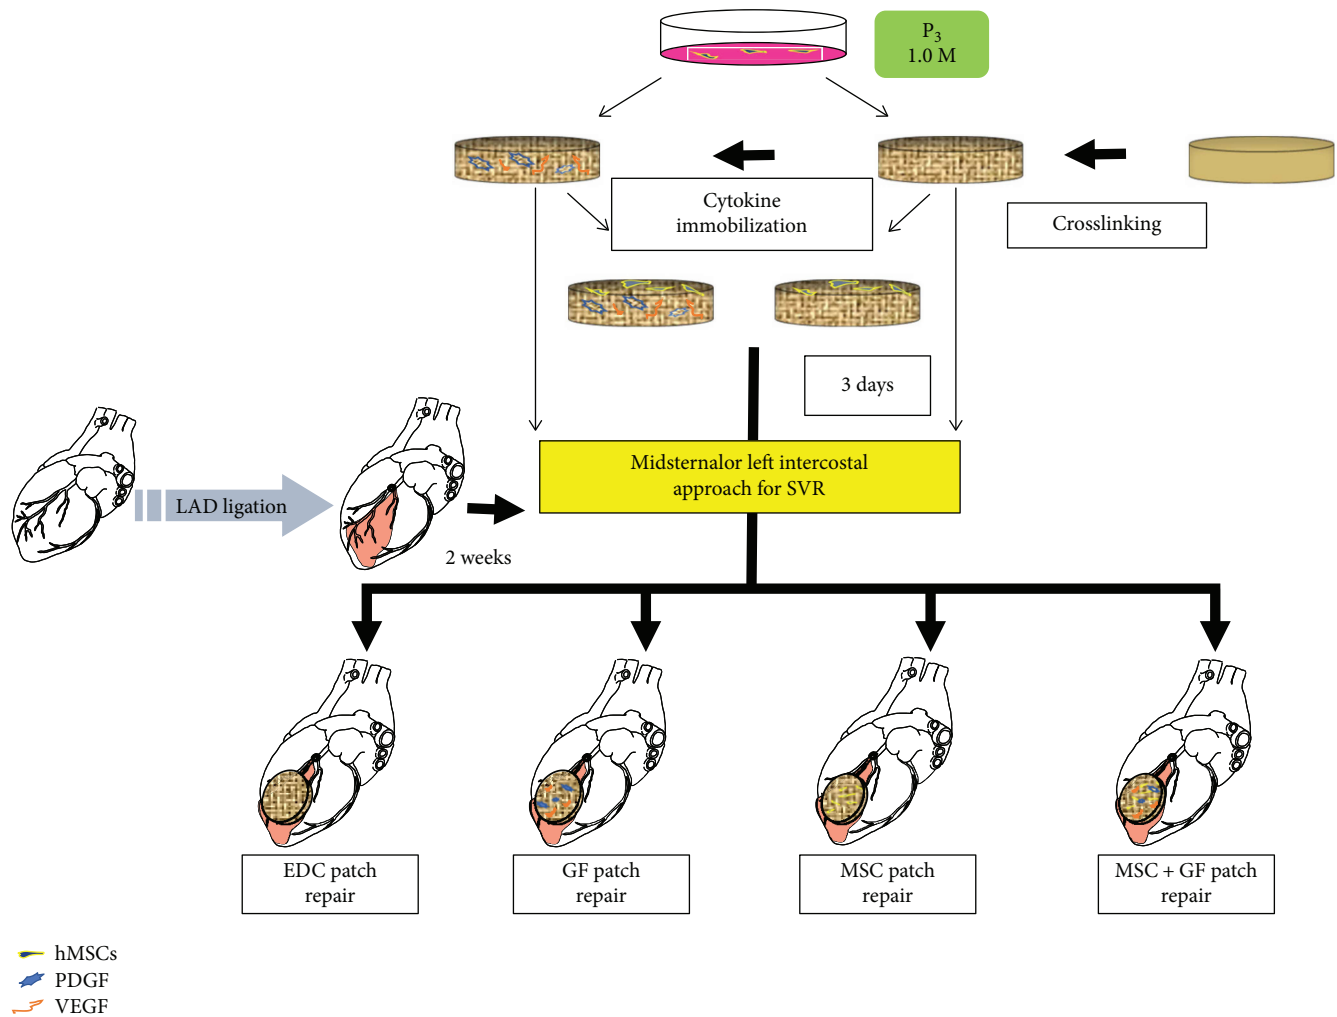 P3
1.0 M
Cytokine
immobilization
Crosslinking
3 days
Midsternalor left intercostal
approach for SVR
LAD ligation
2 weeks
EDC patch
repair
GF patch
repair
MSC patch
repair
MSC + GF patch
repair
hMSCs
PDGF
VEGF